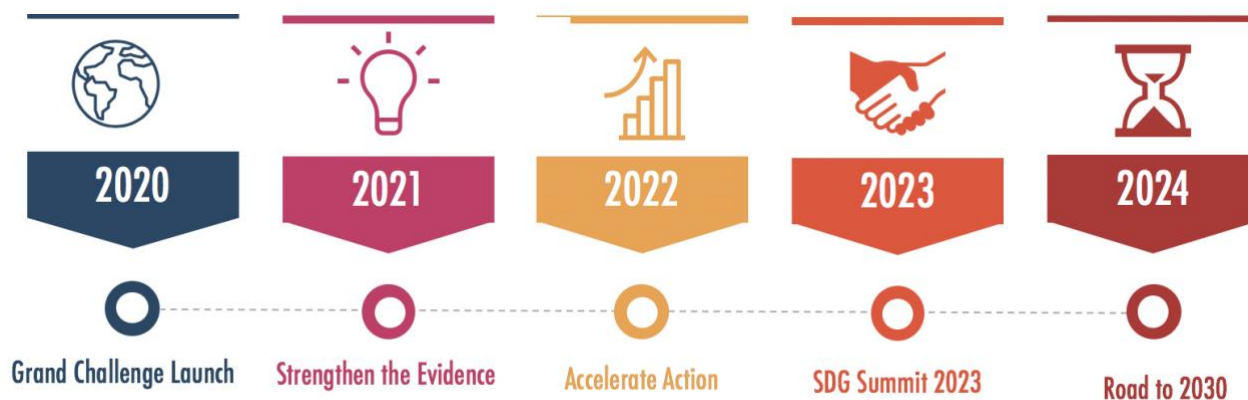 2020
2021
2022
2023
2024
Grand Challenge Launch
Strengthen the Evidence
Accelerate Action
SDG Summit 2023
Road to 2030